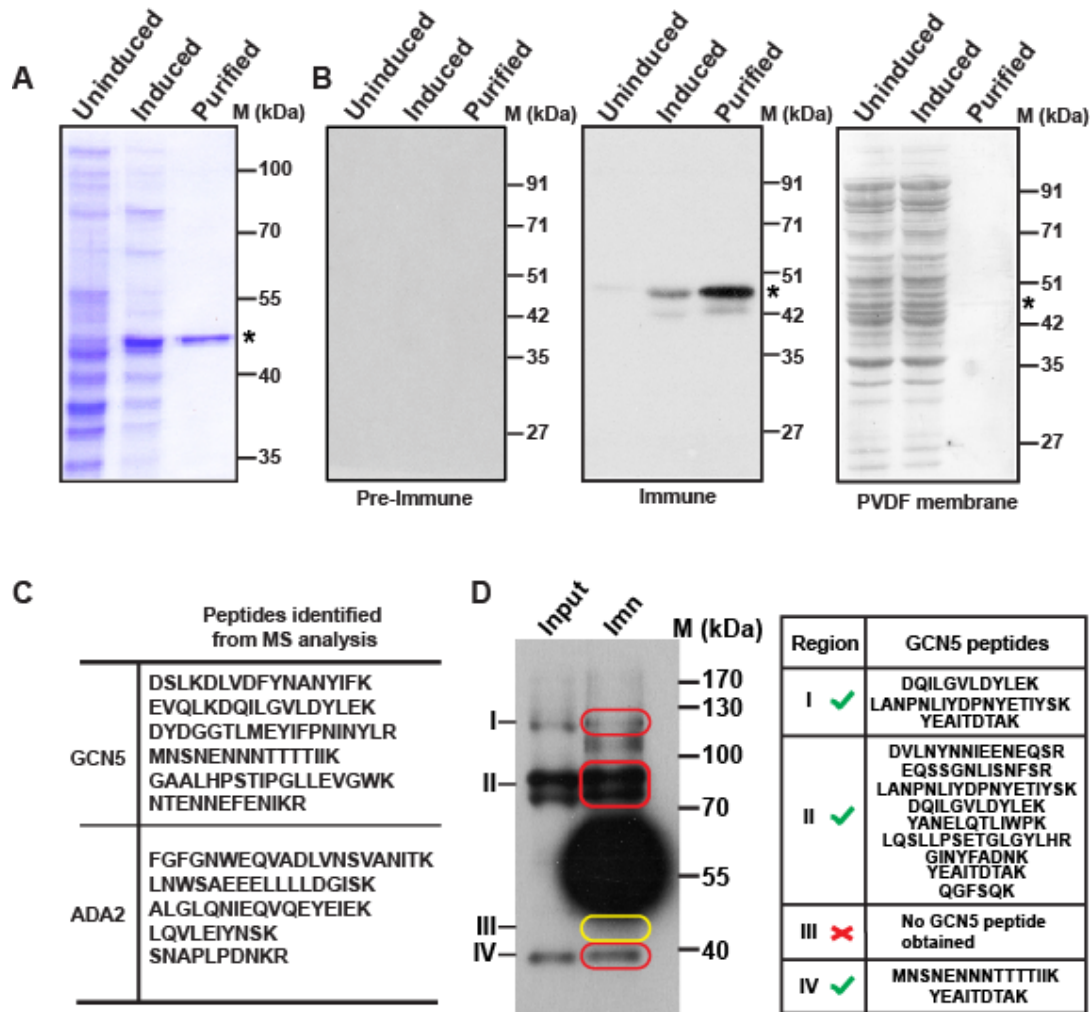 A
Uninduced
Induced
Purified
M (kDa)
100
70
55
*
40
35
B
Uninduced
Induced
Purified
M (kDa)
91
71
51
42
35
27
Pre-Immune
Uninduced
Induced
Purified
M (kDa)
91
71
51
*
42
35
27
Immune
Uninduced
Induced
Purified
M (kDa)
91
71
51
*
42
35
27
PVDF membrane
C
Peptides identified
from MS analysis
GCN5
DSLKDLVDFYNANYIFK
EVQLKDQILGVLDYLEK
DYDGGTLMEYIFPNINYLR
MNSNENNNTTTTIIK
GAALHPSTIPGLLEVGWK
NTENNEFENIKR
ADA2
FGFGNWEQVADLVNSVANITK
LNWSAEEELLLLDGISK
ALGLQNIEQVQEYEIEK
LQVLEIYNSK
SNAPLPDNKR
D
Input
Imn
M (kDa)
170
130
100
70
55
40
I
II
III
IV
Region
GCN5 peptides
I ✓
DQILGVLDYLEK
LANPNLIYDPNYETIYSK
YEAITDTAK
II ✓
DVLNYNNIEENEQSR
EQSSGNLISNFSR
LANPNLIYDPNYETIYSK
DQILGVLDYLEK
YANELQTLIWPK
LQSLLPSETGLGYLHR
GINYFADNK
YEAITDTAK
QGFSQK
III ✗
No GCN5 peptide
obtained
IV ✓
MNSNENNNTTTTIIK
YEAITDTAK